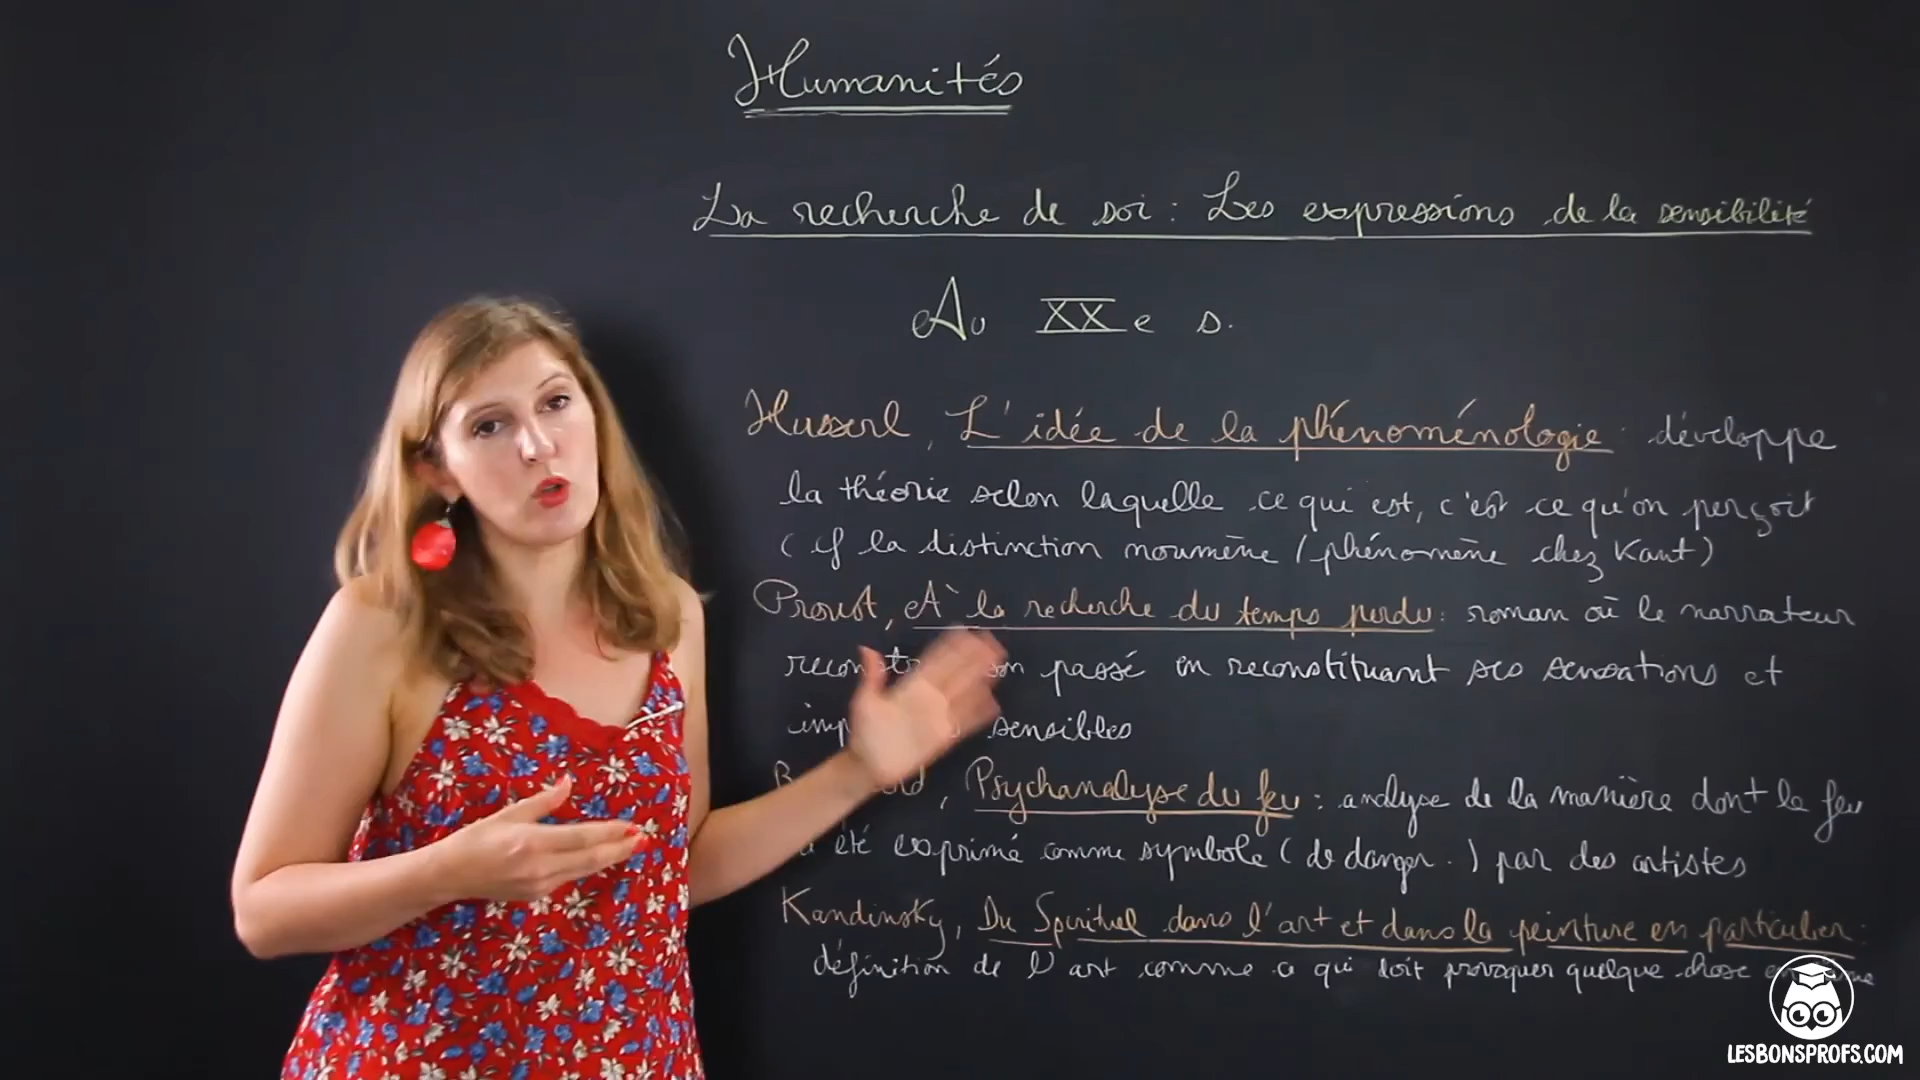 Humanités
La recherche de soi : Les expressions de la sensibilité
Au XXe s.
Husserl, L'idée de la phénoménologie : développe
la théorie selon laquelle ce qui est, c'est ce qu'on perçoit
(cf la distinction noumène / phénomène chez Kant)
Proust, A` la recherche du temps perdu : roman où le narrateur
passé en reconstituant ses sensations et
sensibles
, Psychanalyse du feu : analyse de la manière dont le feu
été exprimé comme symbole (de danger.) par des artistes
Kandinsky, Du Spirituel dans l'art et dans la peinture en particulier :
définition de l'art comme ce qui doit provoquer quelque chose
LESBONSPROFS.COM